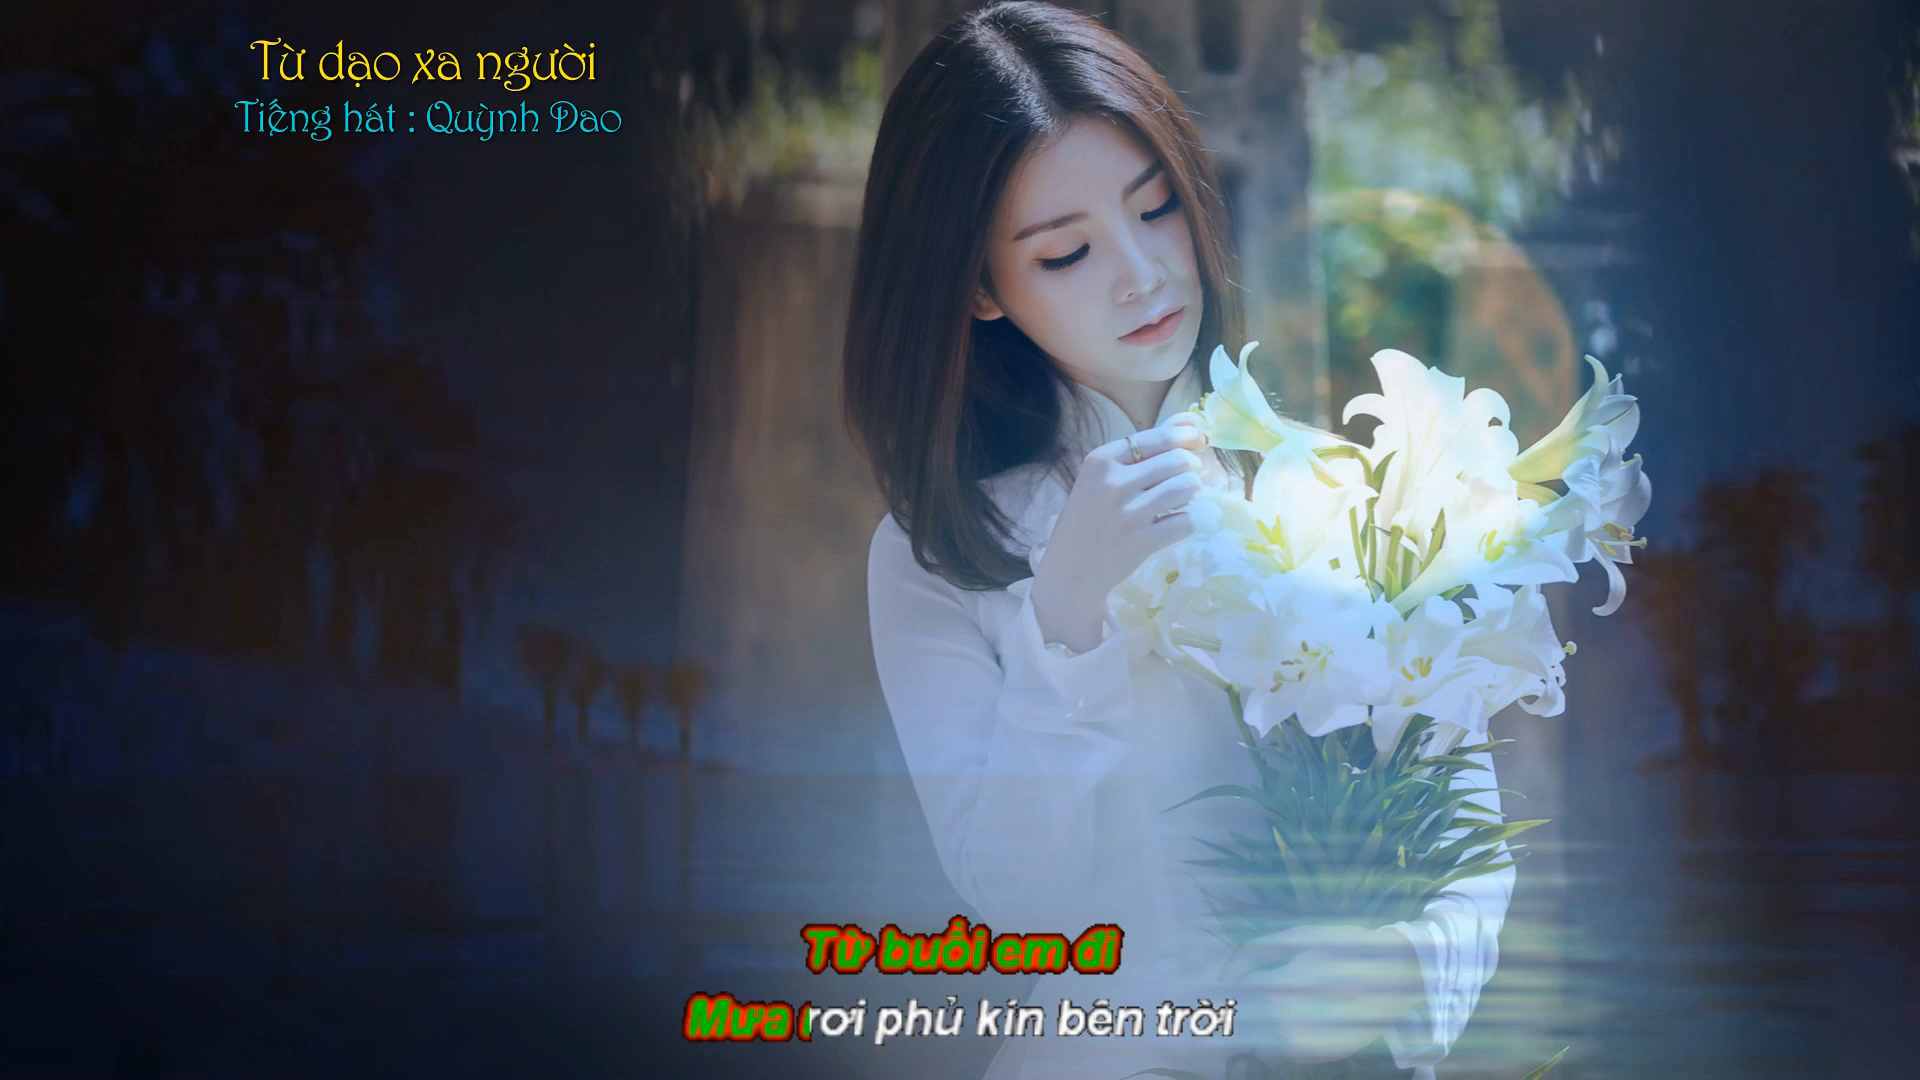 Từ dạo xa người
Tiếng hát : Quỳnh Dao
Từ buổi em đi
Mưa rơi phủ kín bên trời